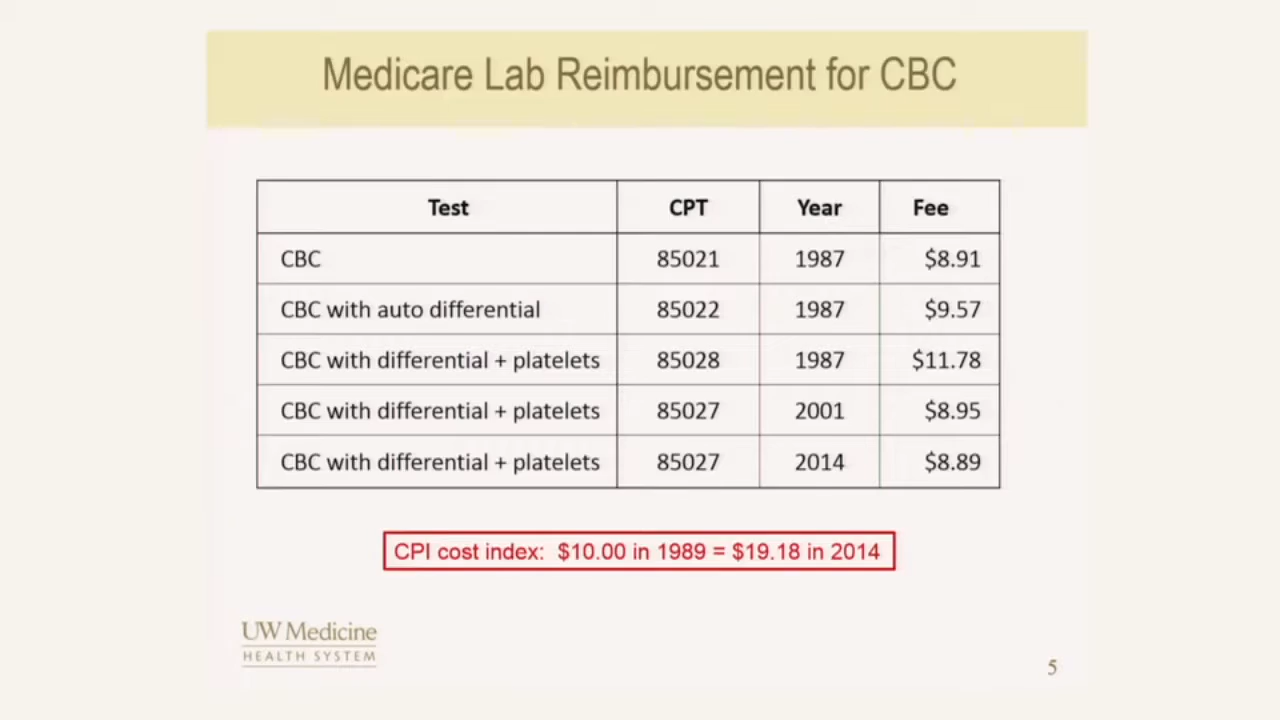 Medicare Lab Reimbursement for CBC
Test CPT Year Fee
CBC 85021 1987 $8.91
CBC with auto differential 85022 1987 $9.57
CBC with differential + platelets 85028 1987 $11.78
CBC with differential + platelets 85027 2001 $8.95
CBC with differential + platelets 85027 2014 $8.89
CPI cost index: $10.00 in 1989 = $19.18 in 2014
UW Medicine
HEALTH SYSTEM
5